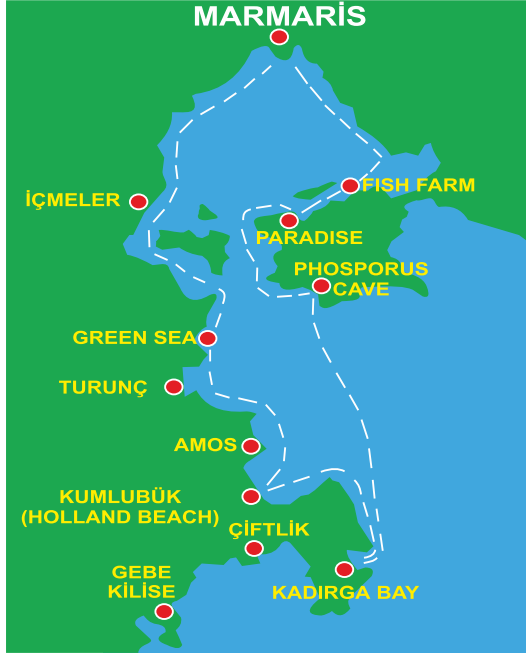 MARMARİS
FISH FARM
İÇMELER
PARADISE
PHOSPORUS
CAVE
GREEN SEA
TURUNÇ
AMOS
KUMLUBÜK
(HOLLAND BEACH)
ÇİFTLİK
GEBE
KİLİSE
KADIRGA BAY